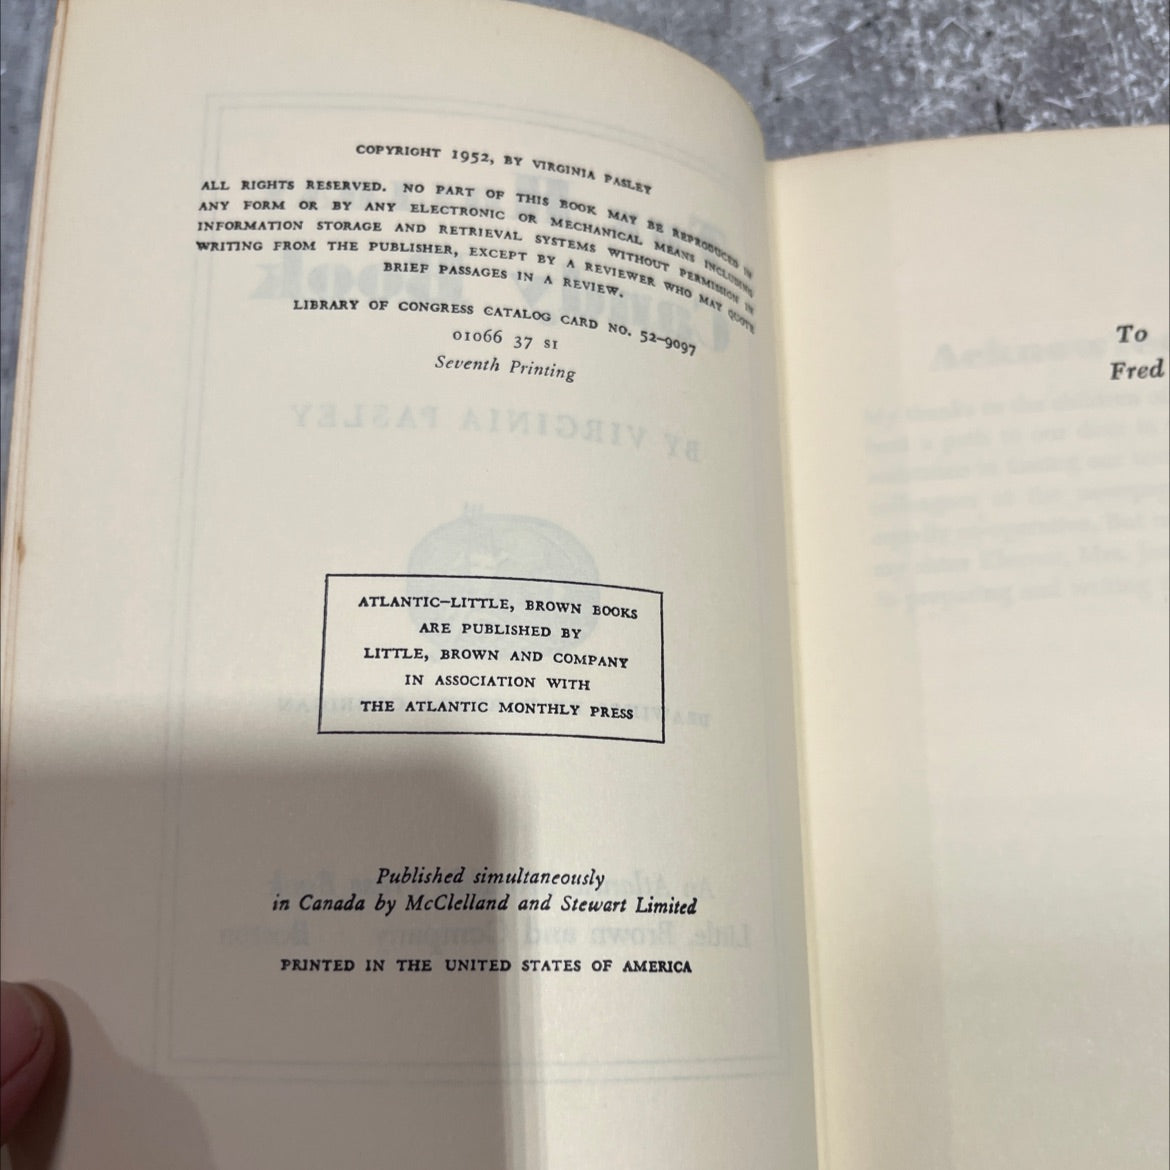 COPYRIGHT 1952, BY VIRGINIA PASLEY
ALL RIGHTS RESERVED. NO PART OF THIS BOOK MAY BE REPRODUCED IN
ANY FORM OR BY ANY ELECTRONIC OR MECHANICAL MEANS INCLUDING
INFORMATION STORAGE AND RETRIEVAL SYSTEMS WITHOUT PERMISSION IN
WRITING FROM THE PUBLISHER, EXCEPT BY A REVIEWER WHO MAY QUOTE
BRIEF PASSAGES IN A REVIEW.
LIBRARY OF CONGRESS CATALOG CARD NO. 52-9097
01066 37 S1
Seventh Printing
BY VIRGINIA PASLEY
ATLANTIC–LITTLE, BROWN BOOKS
ARE PUBLISHED BY
LITTLE, BROWN AND COMPANY
IN ASSOCIATION WITH
THE ATLANTIC MONTHLY PRESS
Published simultaneously
in Canada by McClelland and Stewart Limited
PRINTED IN THE UNITED STATES OF AMERICA
To
Fred